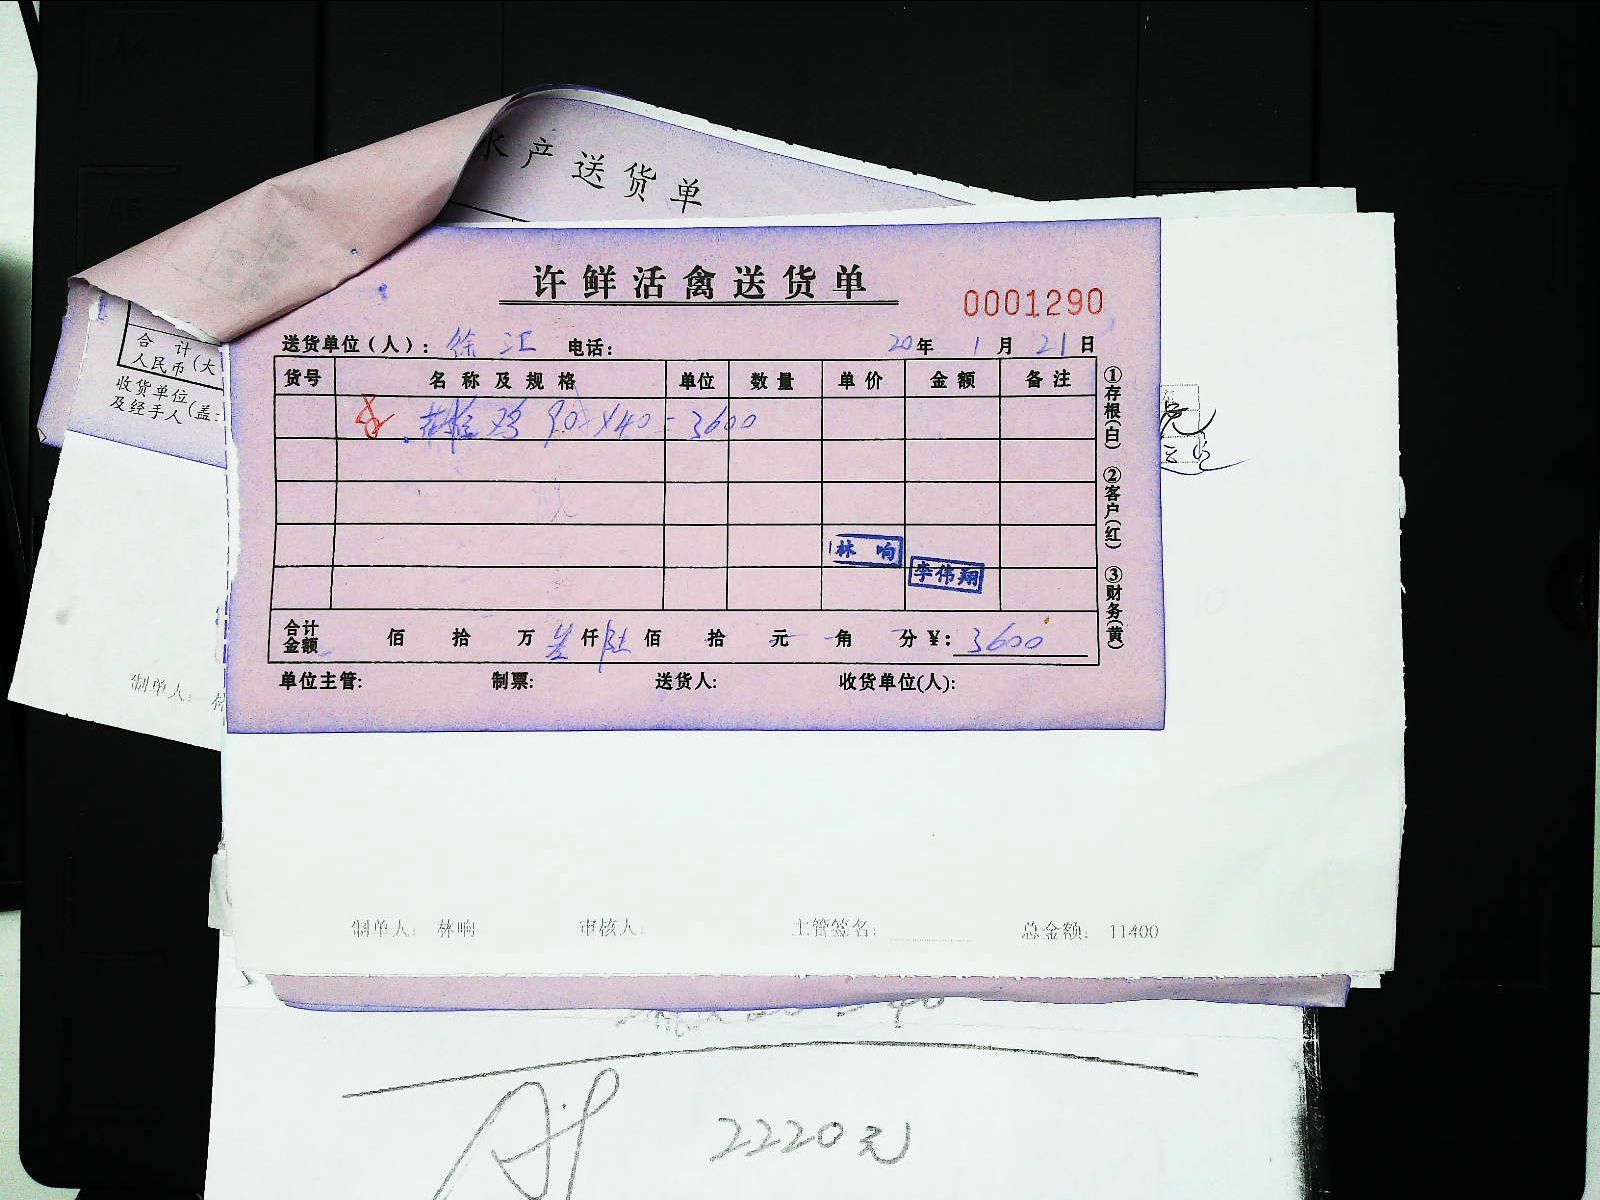 水产送货单
许鲜活禽送货单
0001290
送货单位（人）：徐汇 电话： 20年 1月 21日
货号 名称及规格 单位 数量 单价 金额 备注
鸡 90×40=3600
林响
李伟翔
合计金额 佰 拾 万 叁仟 陆佰 拾 元 角 分 ¥：3600
单位主管: 制票: 送货人: 收货单位(人):
①存根(白) ②客户(红) ③财务(黄)
合计
人民币（大
收货单位
及经手人（盖：
制单人：林
制单人： 林响 审核人： 主管签名： 总金额： 11400
2220元